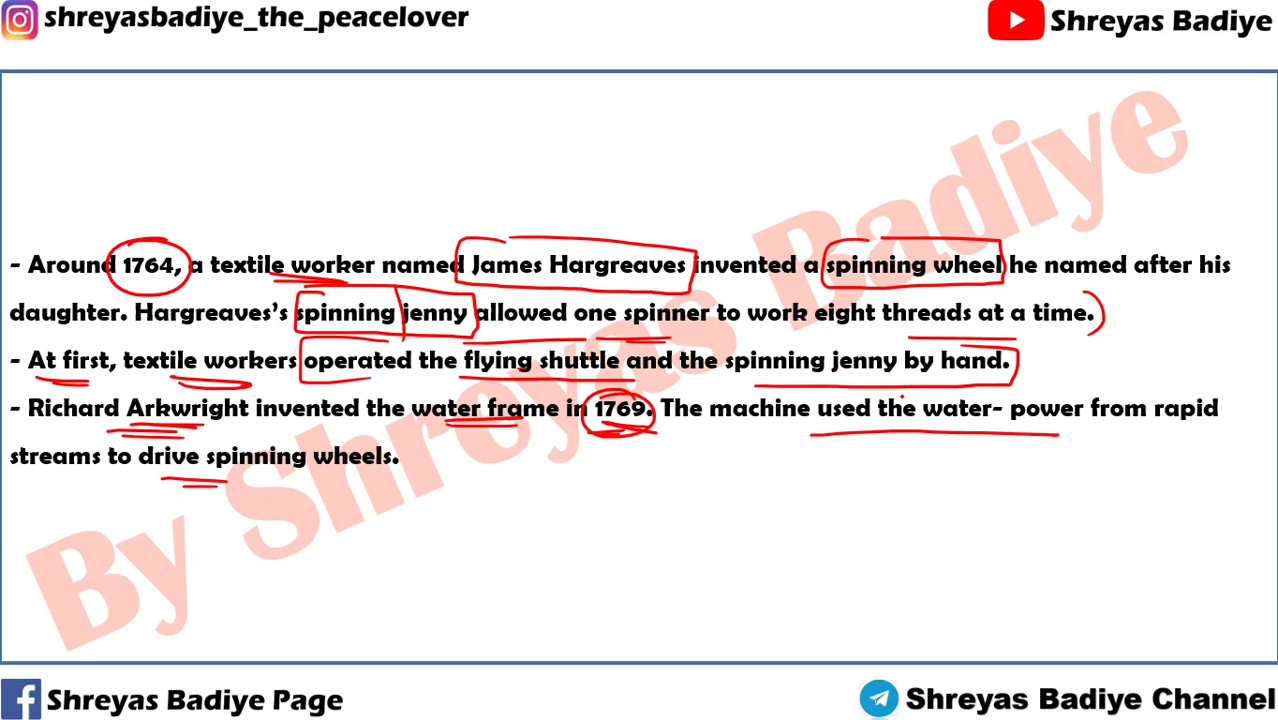 shreyasbadiye_the_peacelover
Shreyas Badiye
- Around 1764, a textile worker named James Hargreaves invented a spinning wheel he named after his
daughter. Hargreaves's spinning jenny allowed one spinner to work eight threads at a time.
- At first, textile workers operated the flying shuttle and the spinning jenny by hand.
- Richard Arkwright invented the water frame in 1769. The machine used the water- power from rapid
streams to drive spinning wheels.
By Shreyas Badiye
Shreyas Badiye Page
Shreyas Badiye Channel